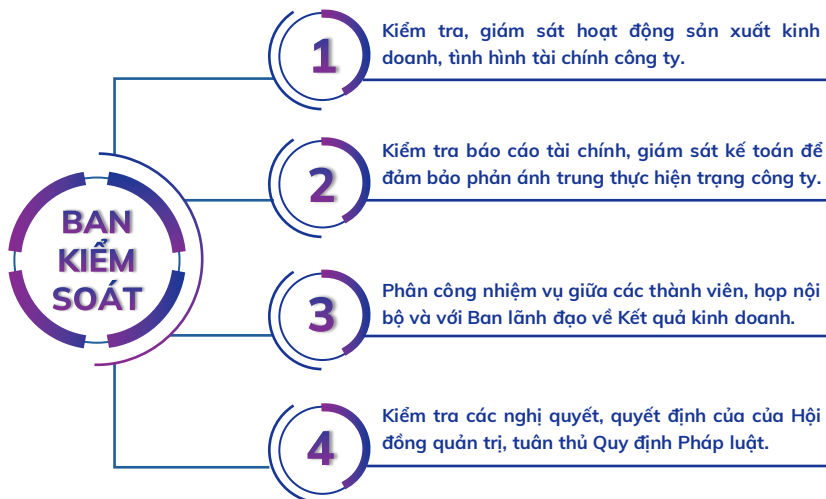 BAN
KIỂM
SOÁT
1
Kiểm tra, giám sát hoạt động sản xuất kinh
doanh, tình hình tài chính công ty.
2
Kiểm tra báo cáo tài chính, giám sát kế toán để
đảm bảo phản ánh trung thực hiện trạng công ty.
3
Phân công nhiệm vụ giữa các thành viên, họp nội
bộ và với Ban lãnh đạo về Kết quả kinh doanh.
4
Kiểm tra các nghị quyết, quyết định của của Hội
đồng quản trị, tuân thủ Quy định Pháp luật.